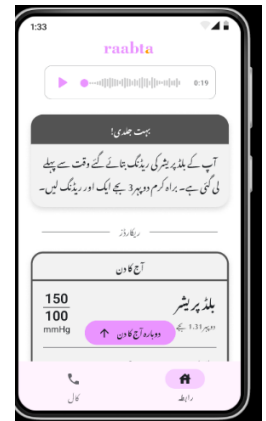 1:33
raabta
0:19
بہت جلدی!
آپ کے بلڈ پریشر کی ریڈنگ بتائے گئے وقت سے پہلے
لی گئی ہے۔ براہ کرم دوپہر 3 بجے ایک اور ریڈنگ لیں۔
ریکارڈز
آج کا دن
بلڈ پریشر
150
100
mmHg
دوپہر 1.31 بجے
دوبارہ آج کا دن
رابطہ
کال